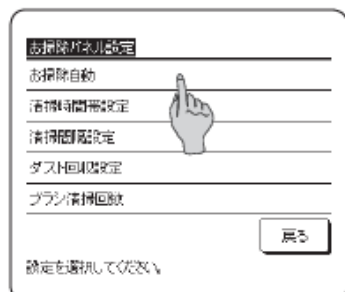 お掃除パネル設定
お掃除自動
清掃時間帯設定
清掃間隔設定
ダスト回収設定
ブラシ清掃回数
戻る
設定を選択してください。